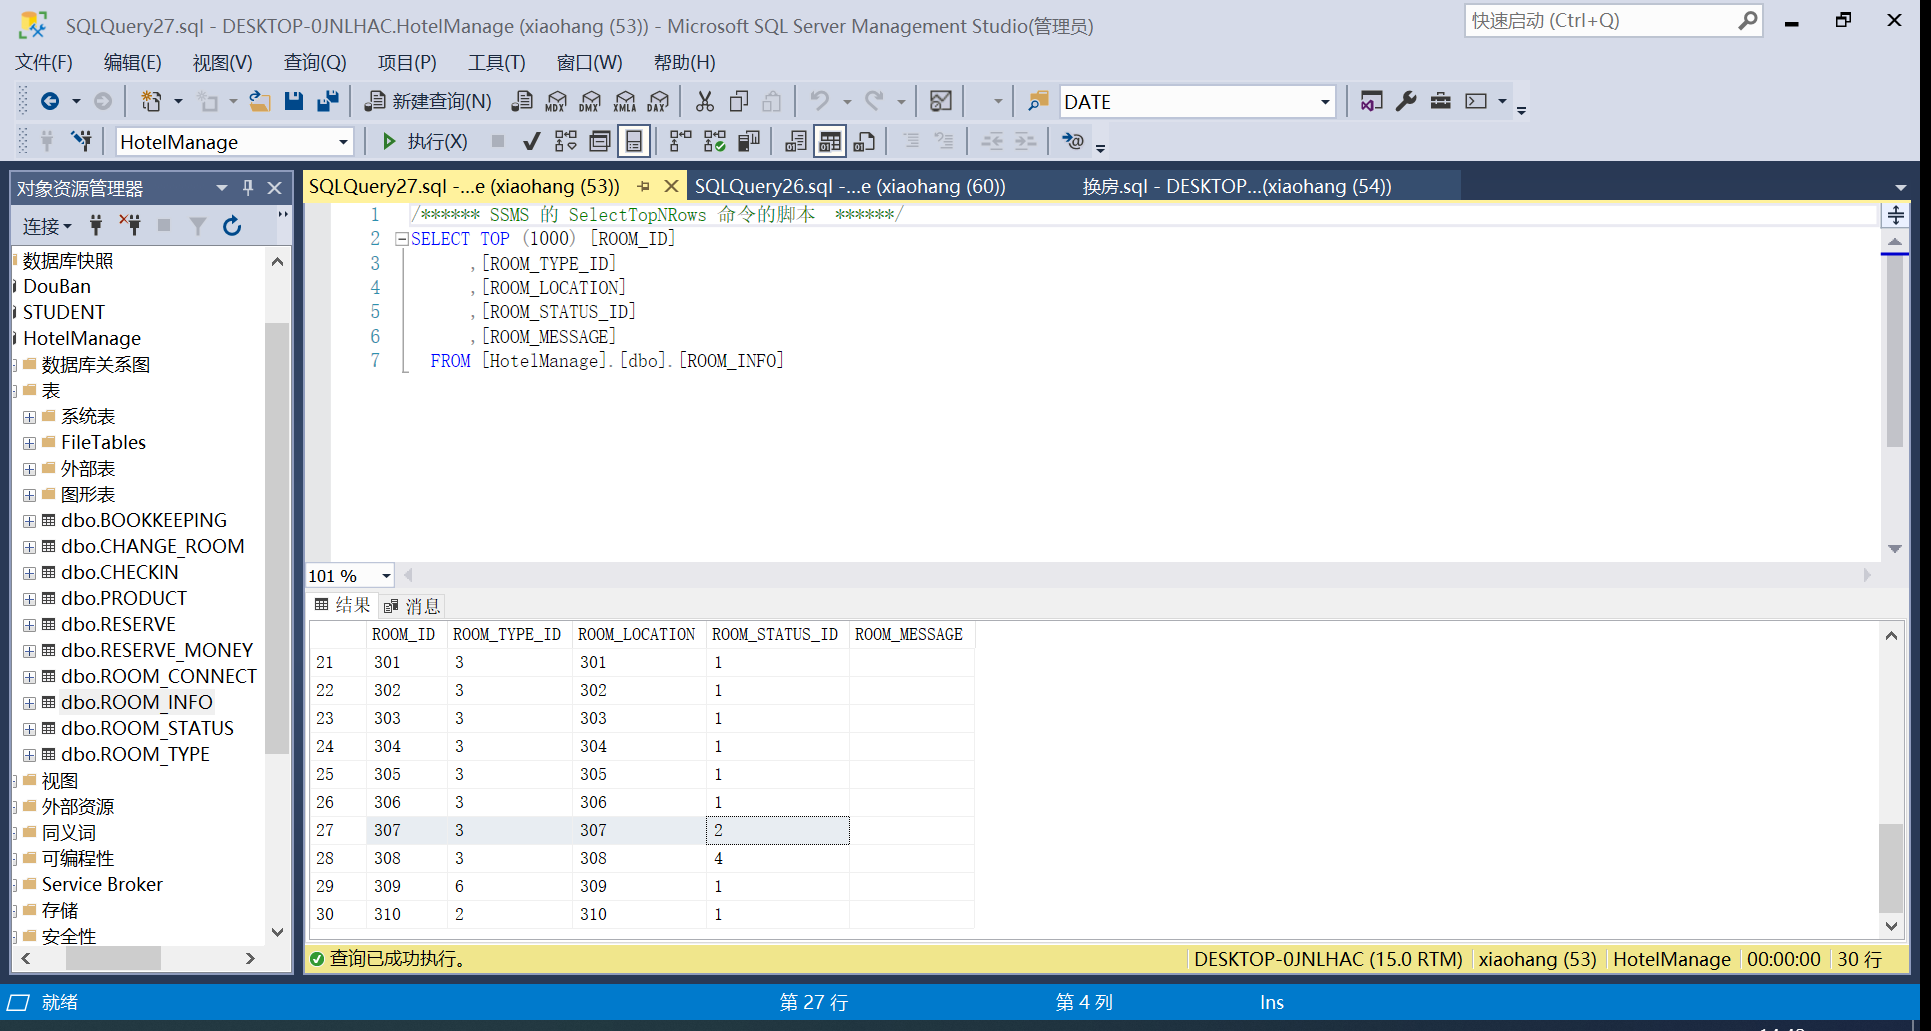 SQLQuery27.sql - DESKTOP-0JNLHAC.HotelManage (xiaohang (53)) - Microsoft SQL Server Management Studio(管理员)
快速启动 (Ctrl+Q)
文件(F) 编辑(E) 视图(V) 查询(Q) 项目(P) 工具(T) 窗口(W) 帮助(H)
新建查询(N) MDX DMX XMLA DAX DATE
HotelManage 执行(X)
对象资源管理器
连接
数据库快照
DouBan
STUDENT
HotelManage
数据库关系图
表
系统表
FileTables
外部表
图形表
dbo.BOOKKEEPING
dbo.CHANGE_ROOM
dbo.CHECKIN
dbo.PRODUCT
dbo.RESERVE
dbo.RESERVE_MONEY
dbo.ROOM_CONNECT
dbo.ROOM_INFO
dbo.ROOM_STATUS
dbo.ROOM_TYPE
视图
外部资源
同义词
可编程性
Service Broker
存储
安全性
SQLQuery27.sql -...e (xiaohang (53)) SQLQuery26.sql -...e (xiaohang (60)) 换房.sql - DESKTOP...(xiaohang (54))
1 /****** SSMS 的 SelectTopNRows 命令的脚本 ******/
2 SELECT TOP (1000) [ROOM_ID]
3 ,[ROOM_TYPE_ID]
4 ,[ROOM_LOCATION]
5 ,[ROOM_STATUS_ID]
6 ,[ROOM_MESSAGE]
7 FROM [HotelManage].[dbo].[ROOM_INFO]
101 %
结果 消息
ROOM_ID ROOM_TYPE_ID ROOM_LOCATION ROOM_STATUS_ID ROOM_MESSAGE
21 301 3 301 1
22 302 3 302 1
23 303 3 303 1
24 304 3 304 1
25 305 3 305 1
26 306 3 306 1
27 307 3 307 2
28 308 3 308 4
29 309 6 309 1
30 310 2 310 1
查询已成功执行。 DESKTOP-0JNLHAC (15.0 RTM) xiaohang (53) HotelManage 00:00:00 30 行
就绪 第 27 行 第 4 列 Ins